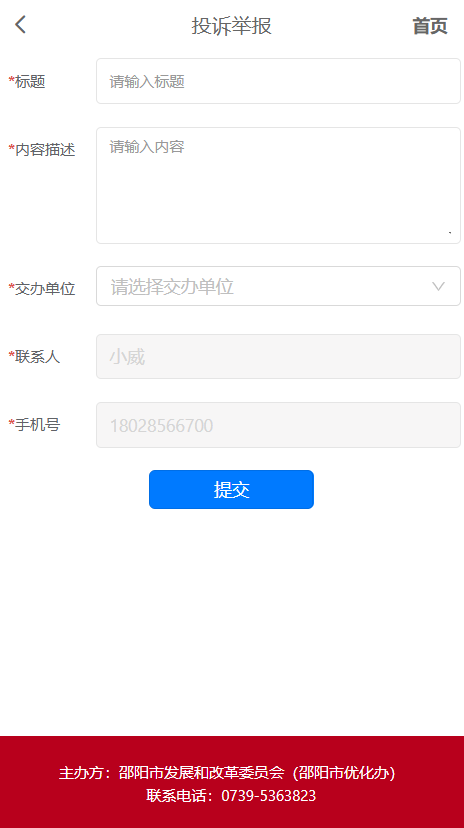 投诉举报 首页
*标题 请输入标题
*内容描述 请输入内容
*交办单位 请选择交办单位
*联系人 小威
*手机号 18028566700
提交
主办方：邵阳市发展和改革委员会（邵阳市优化办）
联系电话：0739-5363823